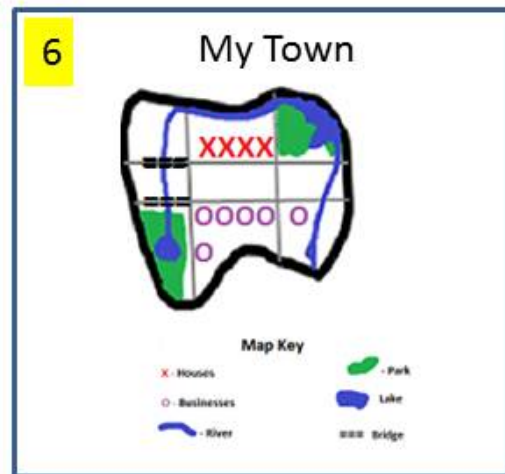 6
My Town
XXXX
OOOO O
O
Map Key
X - Houses
- Park
O - Businesses
Lake
- River
Bridge